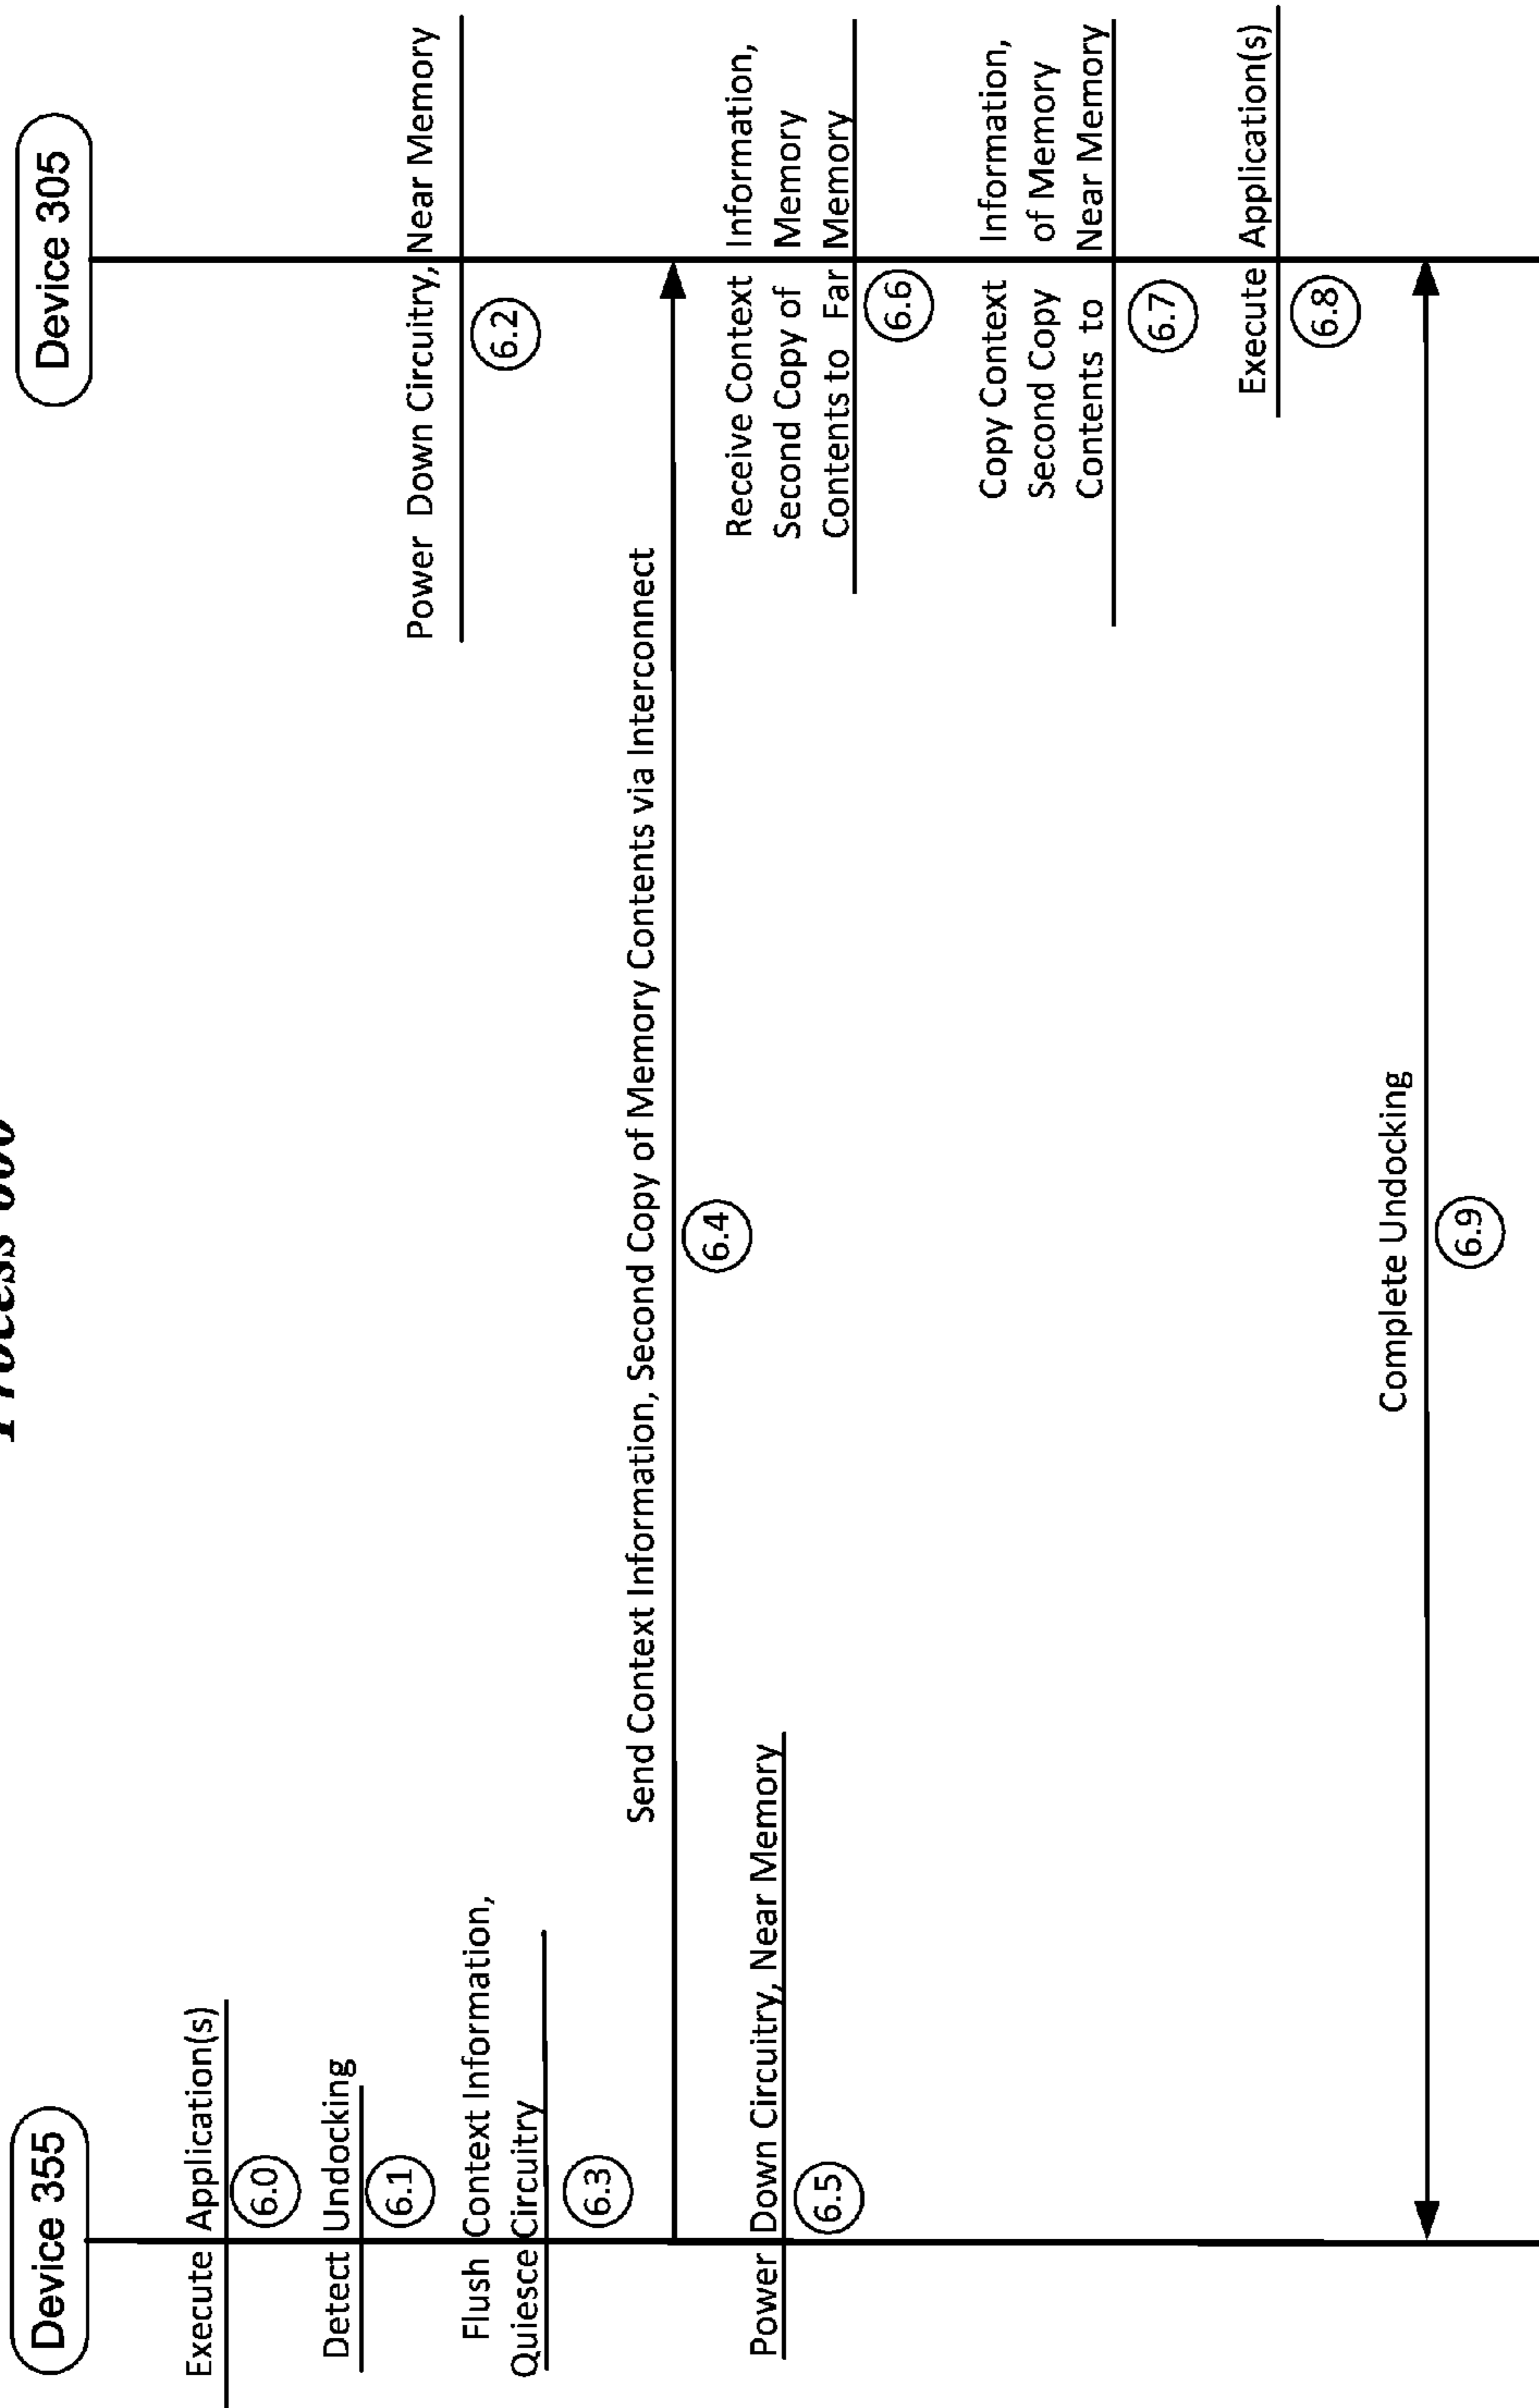 Device 355
Device 305
Execute Application(s)
6.0
Detect Undocking
6.1
Power Down Circuitry, Near Memory
6.2
Flush Context Information,
Quiesce Circuitry
6.3
Send Context Information, Second Copy of Memory Contents via Interconnect
6.4
Power Down Circuitry, Near Memory
6.5
Receive Context Information,
Second Copy of Memory
Contents to Far Memory
6.6
Copy Context Information,
Second Copy of Memory
Contents to Near Memory
6.7
Execute Application(s)
6.8
Complete Undocking
6.9